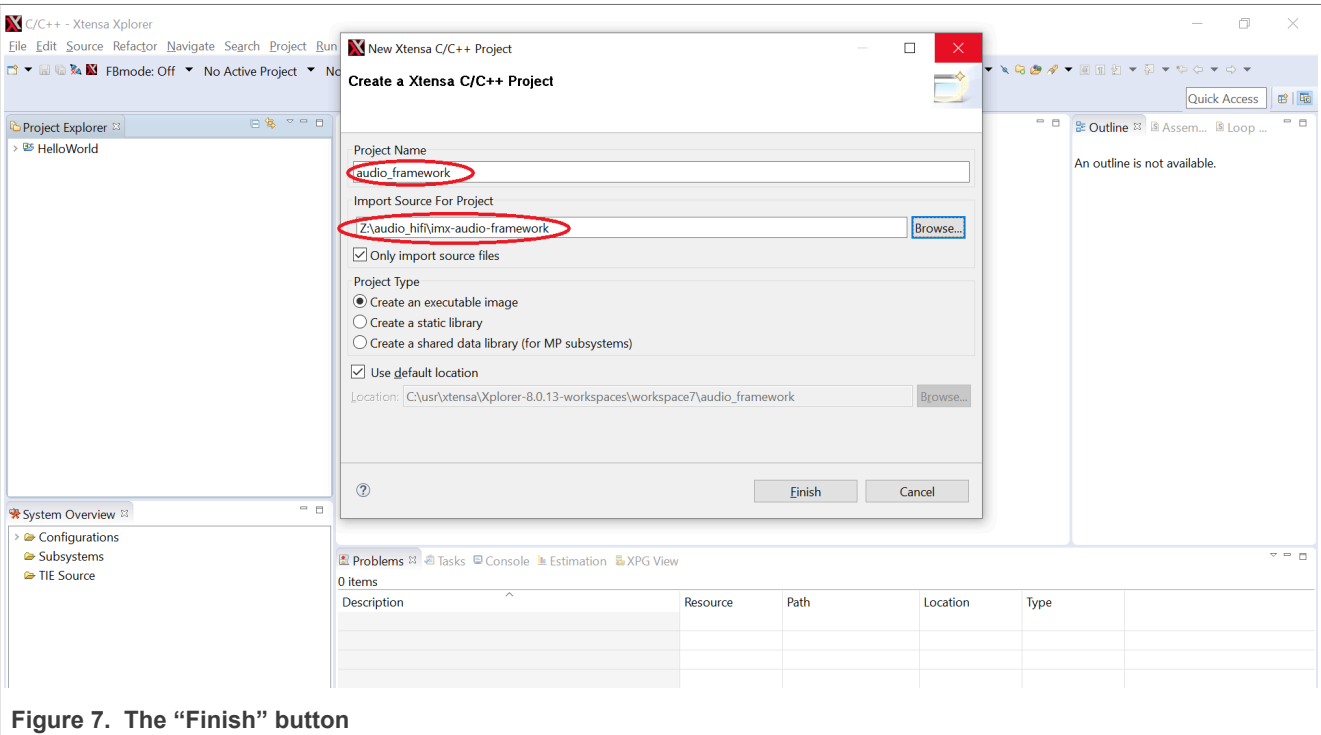 C/C++ - Xtensa Xplorer
File Edit Source Refactor Navigate Search Project Run
FBmode: Off No Active Project No
Quick Access
Project Explorer
HelloWorld
New Xtensa C/C++ Project
Create a Xtensa C/C++ Project
Project Name
audio_framework
Import Source For Project
Z:\audio_hifi\imx-audio-framework
Browse...
Only import source files
Project Type
Create an executable image
Create a static library
Create a shared data library (for MP subsystems)
Use default location
Location: C:\usr\xtensa\Xplorer-8.0.13-workspaces\workspace7\audio_framework Browse...
Finish Cancel
Outline Assem... Loop ...
An outline is not available.
System Overview
Configurations
Subsystems
TIE Source
Problems Tasks Console Estimation XPG View
0 items
Description Resource Path Location Type
Figure 7. The “Finish” button